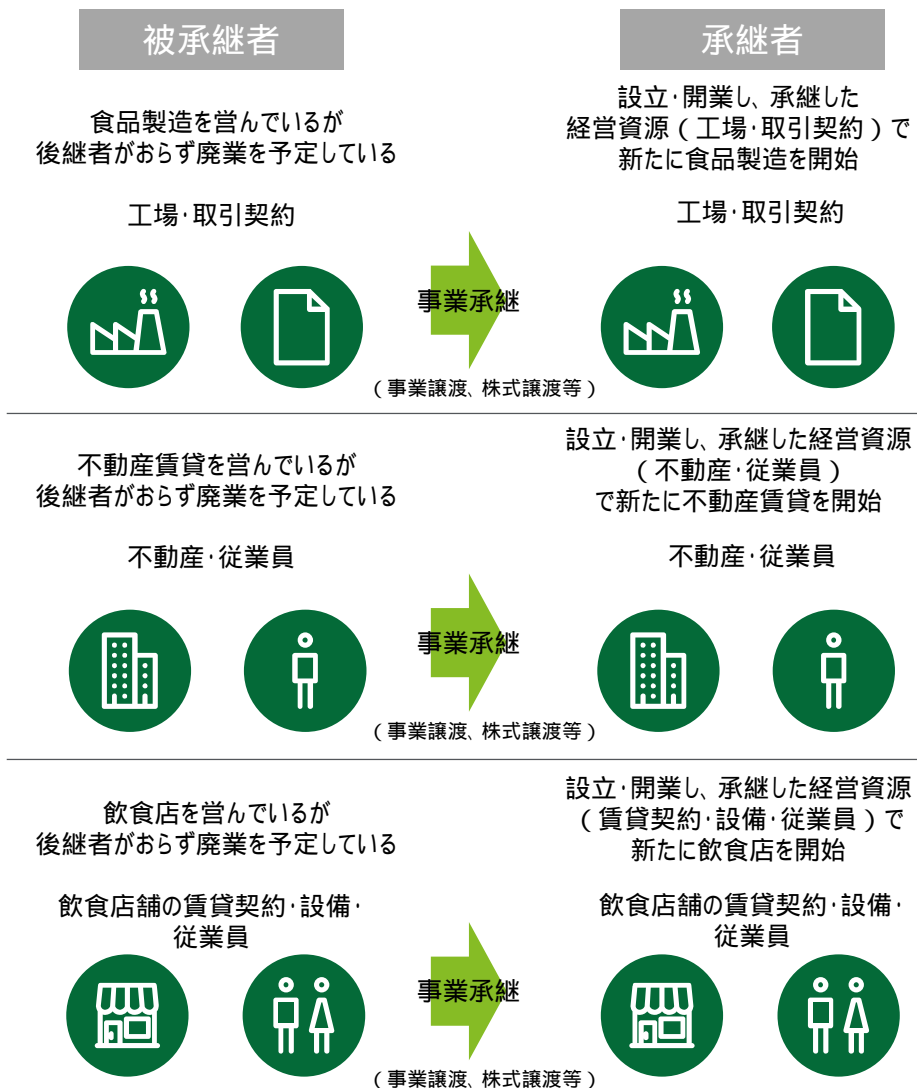 被承継者
承継者
食品製造を営んでいるが
後継者がおらず廃業を予定している
設立・開業し、承継した
経営資源（工場・取引契約）で
新たに食品製造を開始
工場・取引契約
工場・取引契約
事業承継
（事業譲渡、株式譲渡等）
不動産賃貸を営んでいるが
後継者がおらず廃業を予定している
設立・開業し、承継した経営資源
（不動産・従業員）
で新たに不動産賃貸を開始
不動産・従業員
不動産・従業員
事業承継
（事業譲渡、株式譲渡等）
飲食店を営んでいるが
後継者がおらず廃業を予定している
設立・開業し、承継した経営資源
（賃貸契約・設備・従業員）で
新たに飲食店を開始
飲食店舗の賃貸契約・設備・
従業員
飲食店舗の賃貸契約・設備・
従業員
事業承継
（事業譲渡、株式譲渡等）